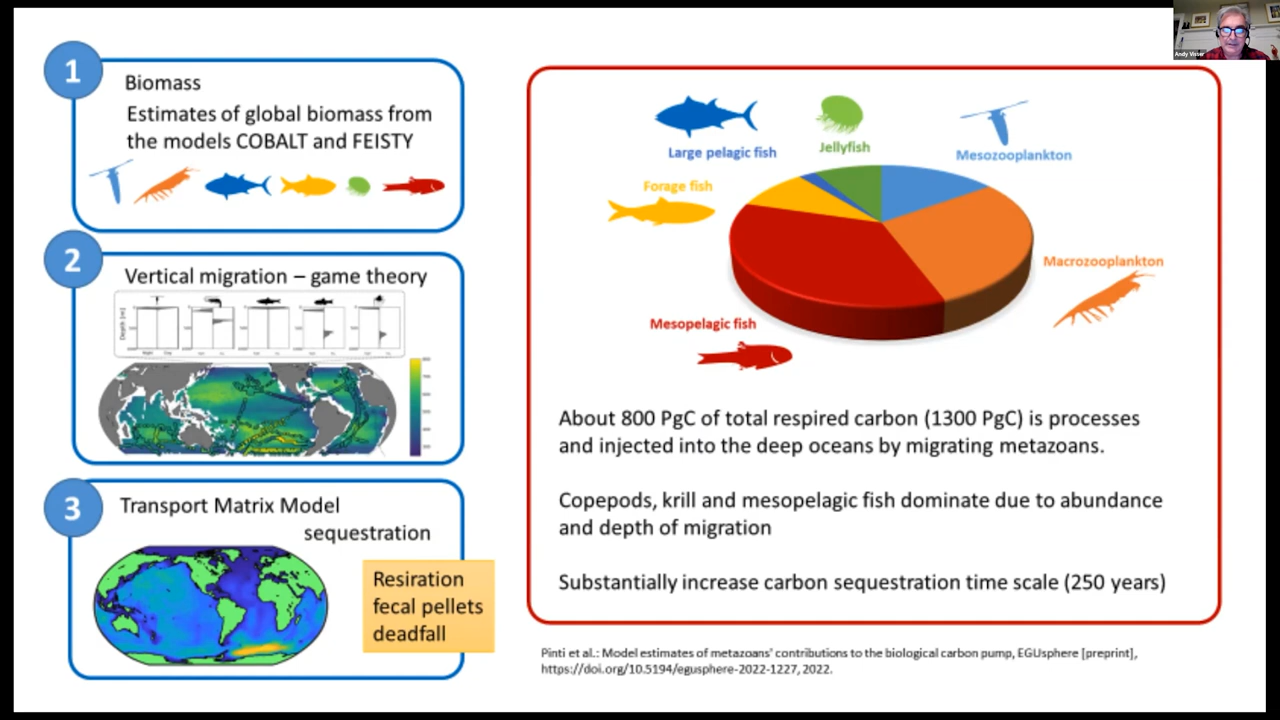 Andy Visser
1
Biomass
Estimates of global biomass from
the models COBALT and FEISTY
2
Vertical migration – game theory
Depth [m]
3
Transport Matrix Model
sequestration
Resiration
fecal pellets
deadfall
Large pelagic fish
Jellyfish
Mesozooplankton
Forage fish
Macrozooplankton
Mesopelagic fish
About 800 PgC of total respired carbon (1300 PgC) is processes
and injected into the deep oceans by migrating metazoans.
Copepods, krill and mesopelagic fish dominate due to abundance
and depth of migration
Substantially increase carbon sequestration time scale (250 years)
Pinti et al.: Model estimates of metazoans' contributions to the biological carbon pump, EGUsphere [preprint],
https://doi.org/10.5194/egusphere-2022-1227, 2022.